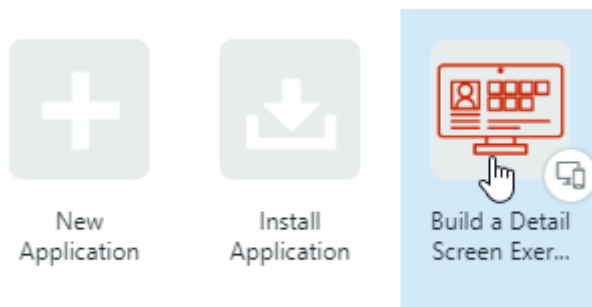 New
Application
Install
Application
Build a Detail
Screen Exer...